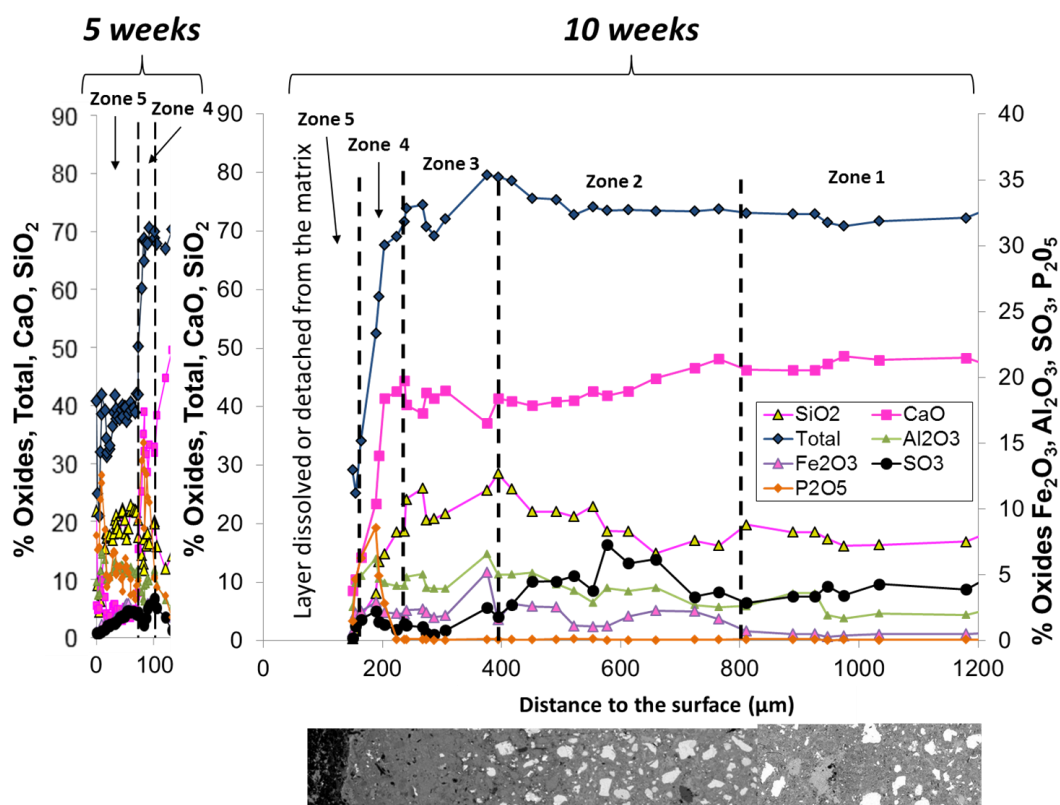 5 weeks
10 weeks
Zone 5
Zone 4
90
80
70
60
50
40
30
20
10
0
0
100
% Oxides, Total, CaO, SiO2
Zone 5
Zone 4
Zone 3
Zone 2
Zone 1
% Oxides, Total, CaO, SiO2
90
80
70
60
50
40
30
20
10
0
Layer dissolved or detached from the matrix
SiO2
CaO
Total
Al2O3
Fe2O3
SO3
P2O5
40
35
30
25
20
15
10
5
0
% Oxides Fe2O3, Al2O3, SO3, P205
0
200
400
600
800
1000
1200
Distance to the surface (µm)